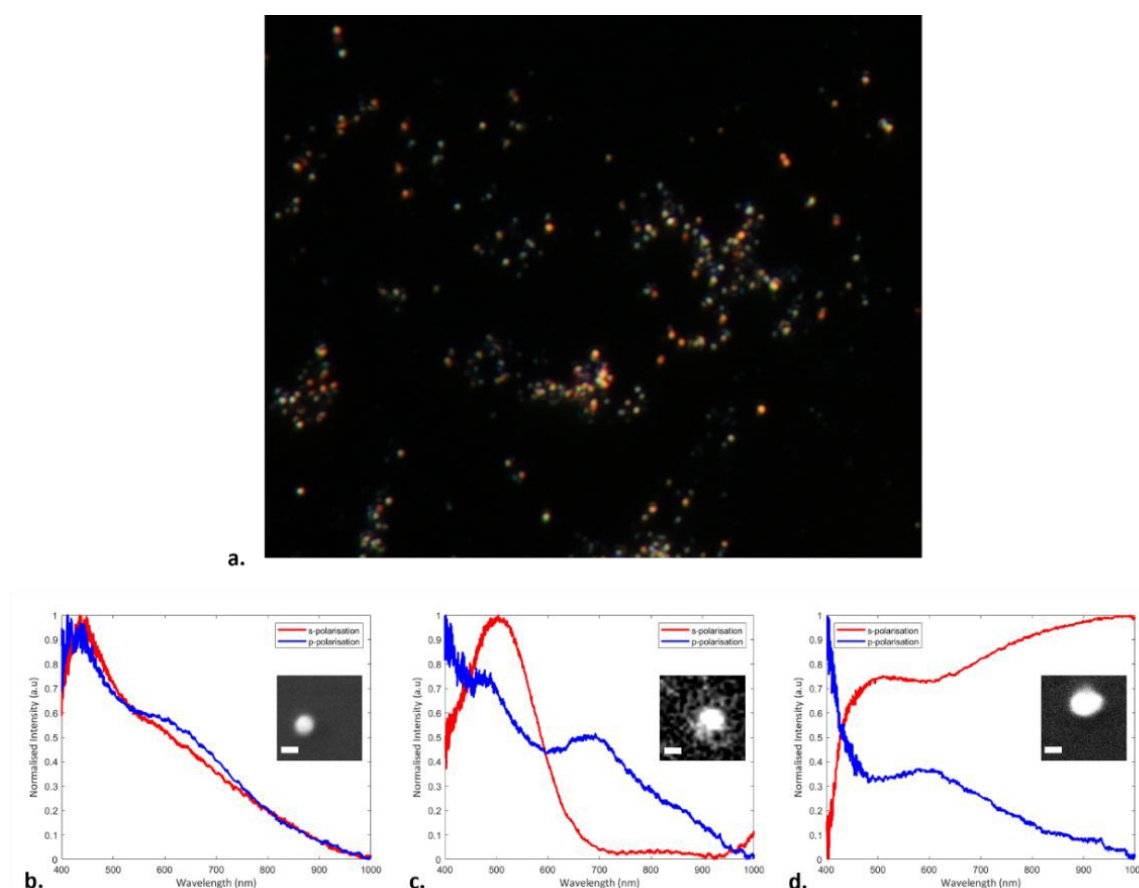 a.
s-polarisation
p-polarisation
Normalised Intensity (a.u)
1
0.9
0.8
0.7
0.6
0.5
0.4
0.3
0.2
0.1
0
400 500 600 700 800 900 1000
Wavelength (nm)
b.
s-polarisation
p-polarisation
Normalised Intensity (a.u)
1
0.9
0.8
0.7
0.6
0.5
0.4
0.3
0.2
0.1
0
400 500 600 700 800 900 1000
Wavelength (nm)
c.
s-polarisation
p-polarisation
Normalised Intensity (a.u)
1
0.9
0.8
0.7
0.6
0.5
0.4
0.3
0.2
0.1
0
400 500 600 700 800 900 1000
Wavelength (nm)
d.